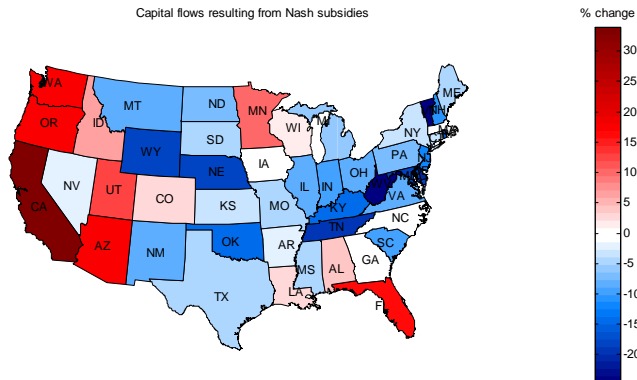 Capital flows resulting from Nash subsidies
% change
WA
MT
ND
MN
ME
OR
ID
SD
WI
NY
WY
IA
PA
NV
NE
OH
UT
CO
IL
IN
CA
KS
MO
KY
VA
AZ
NM
OK
TN
NC
AR
SC
MS
AL
GA
TX
LA
30
25
20
15
10
5
0
-5
-10
-15
-20